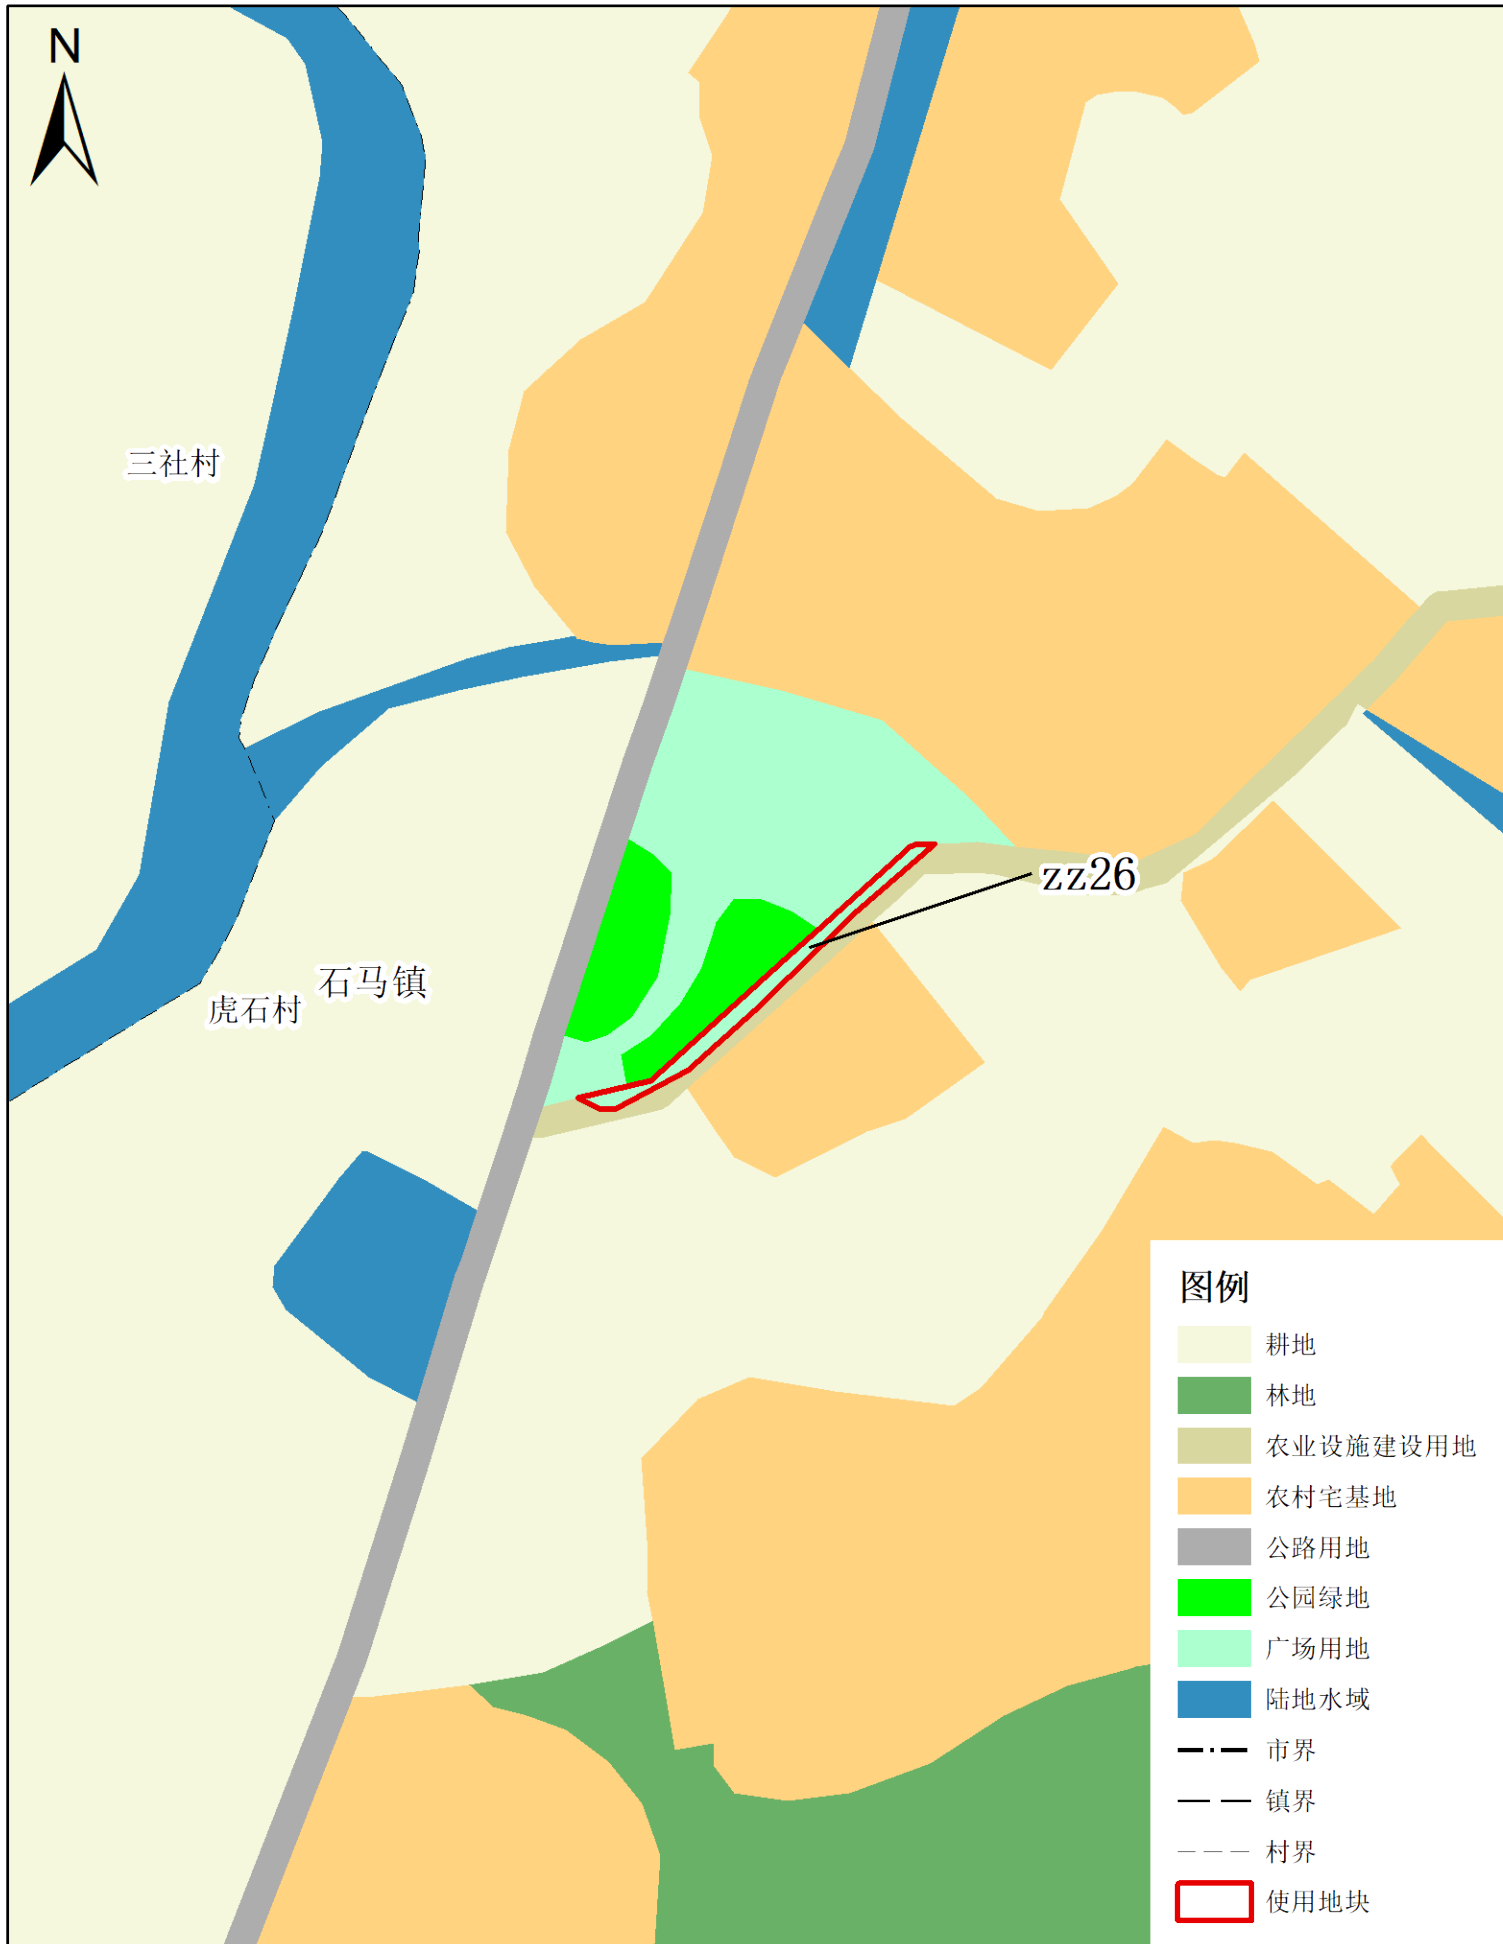 N
三社村
zz26
石马镇
虎石村
图例
耕地
林地
农业设施建设用地
农村宅基地
公路用地
公园绿地
广场用地
陆地水域
市界
镇界
村界
使用地块